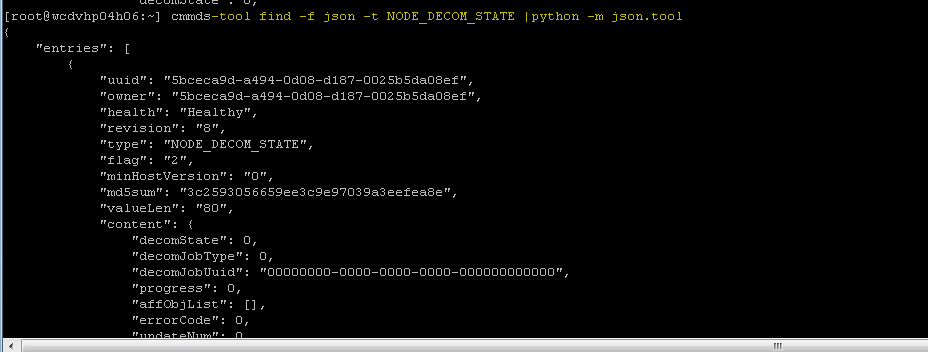 decomState": 0,
[root@wcdvhp04h06:~] cmmds-tool find -f json -t NODE_DECOM_STATE |python -m json.tool
{
    "entries": [
        {
            "uuid": "5bceca9d-a494-0d08-d187-0025b5da08ef",
            "owner": "5bceca9d-a494-0d08-d187-0025b5da08ef",
            "health": "Healthy",
            "revision": "8",
            "type": "NODE_DECOM_STATE",
            "flag": "2",
            "minHostVersion": "0",
            "md5sum": "3c2593056659ee3c9e97039a3eefea8e",
            "valueLen": "80",
            "content": {
                "decomState": 0,
                "decomJobType": 0,
                "decomJobUuid": "00000000-0000-0000-0000-000000000000",
                "progress": 0,
                "affObjList": [],
                "errorCode": 0,
                "updateNum": 0